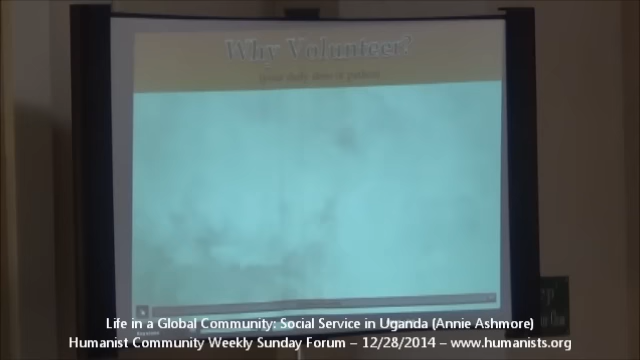 Why Volunteer?
Life in a Global Community: Social Service in Uganda (Annie Ashmore)
Humanist Community Weekly Sunday Forum – 12/28/2014 – www.humanists.org